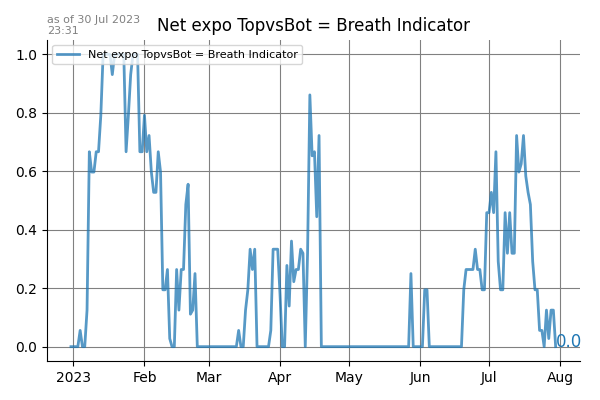 as of 30 Jul 2023
23:31
Net expo TopvsBot = Breath Indicator
Net expo TopvsBot = Breath Indicator
1.0
0.8
0.6
0.4
0.2
0.0
0.0
2023 Feb Mar Apr May Jun Jul Aug